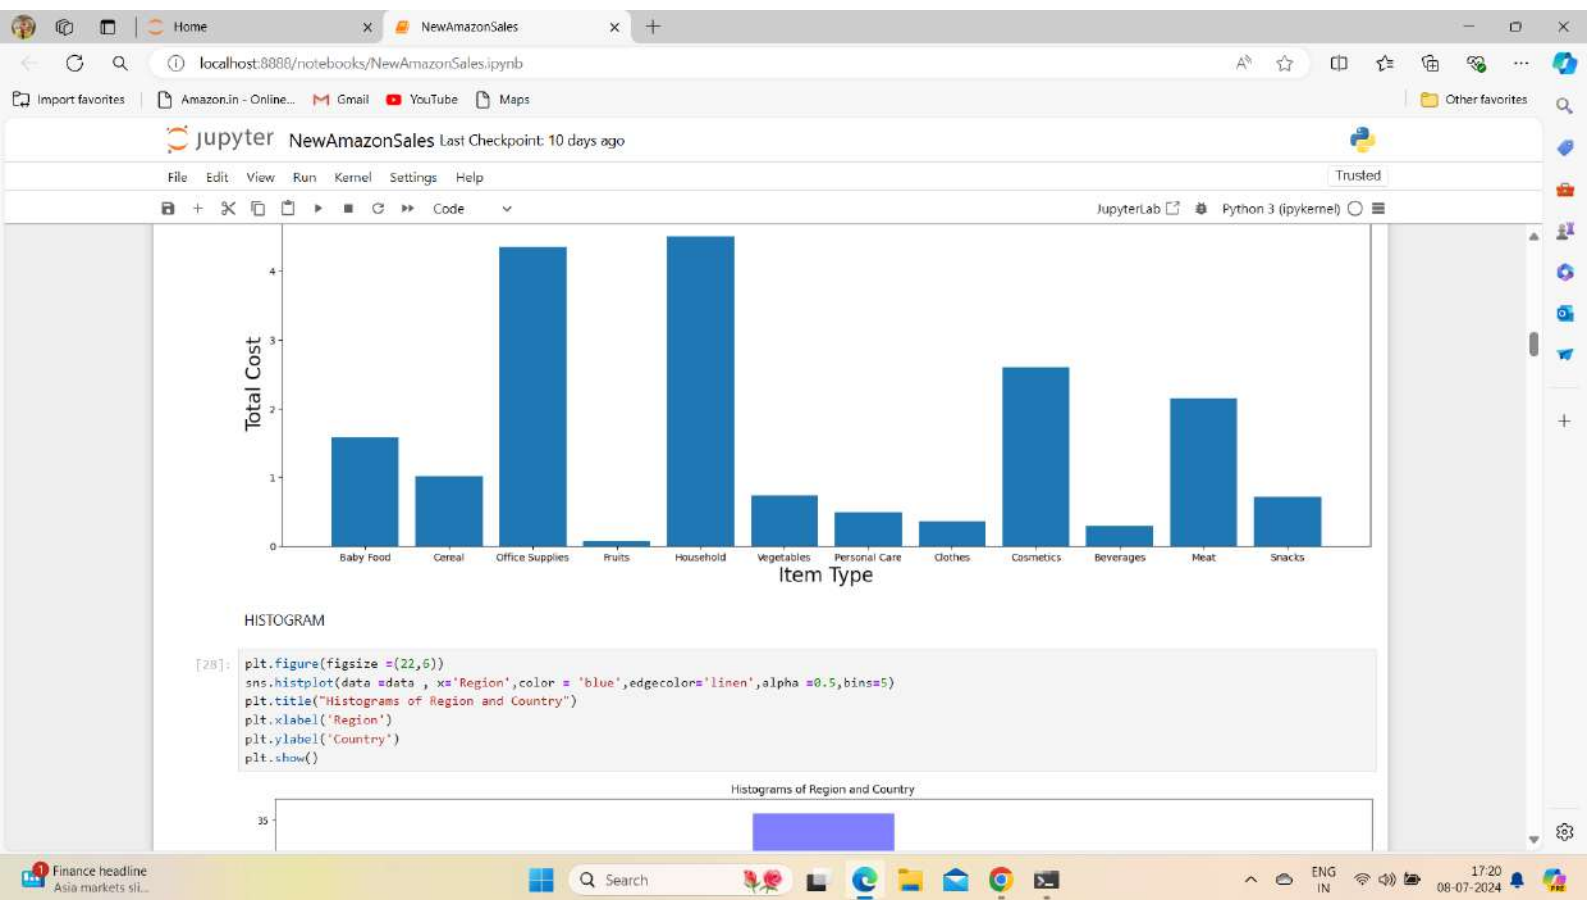 Home
NewAmazonSales
localhost:8888/notebooks/NewAmazonSales.ipynb
Import favorites
Amazon.in - Online...
Gmail
YouTube
Maps
Other favorites
jupyter NewAmazonSales Last Checkpoint: 10 days ago
File Edit View Run Kernel Settings Help
Trusted
Code
JupyterLab
Python 3 (ipykernel)
4
3
2
1
0
Total Cost
Baby Food Cereal Office Supplies Fruits Household Vegetables Personal Care Clothes Cosmetics Beverages Meat Snacks
Item Type
HISTOGRAM
[28]:
plt.figure(figsize =(22,6))
sns.histplot(data =data , x='Region',color = 'blue',edgecolor='linen',alpha =0.5,bins=5)
plt.title("Histograms of Region and Country")
plt.xlabel('Region')
plt.ylabel('Country')
plt.show()
Histograms of Region and Country
35
1
Finance headline
Asia markets sli...
Search
ENG
IN
17:20
08-07-2024
PRE